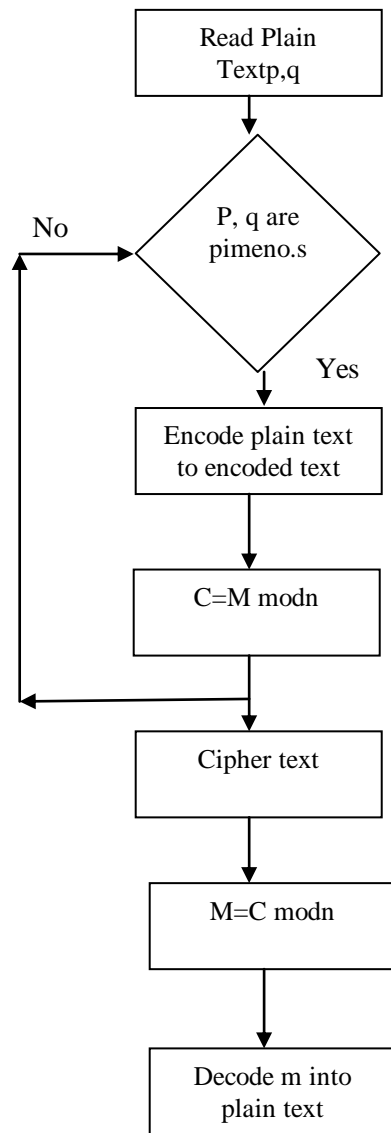 Read Plain
Textp,q
P, q are
pimeno.s
No
Yes
Encode plain text
to encoded text
C=M modn
Cipher text
M=C modn
Decode m into
plain text